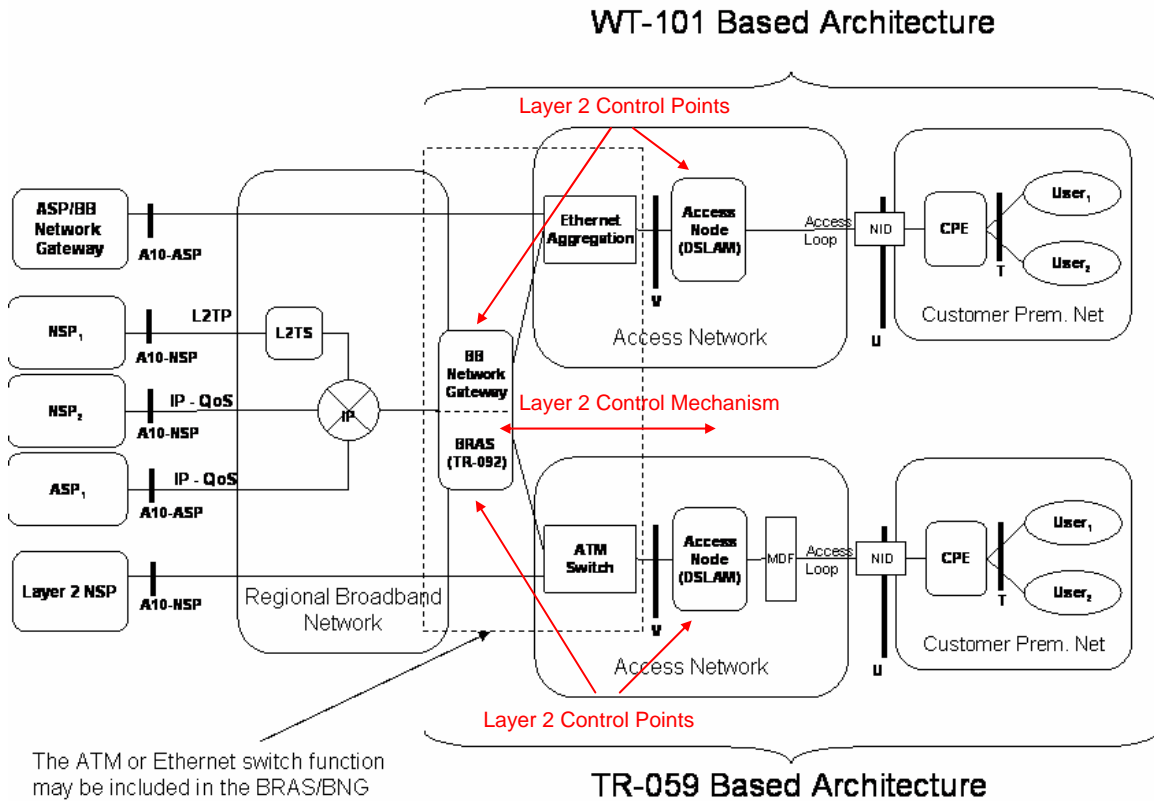 WT-101 Based Architecture
Layer 2 Control Points
ASP/BB
Network
Gateway
A10-ASP
Ethernet
Aggregation
V
Access
Node
(DSLAM)
Access
Loop
NID
U
CPE
T
User1
User2
Customer Prem. Net
Access Network
NSP1
A10-NSP
L2TP
L2TS
NSP2
A10-NSP
IP - QoS
IP
BB
Network
Gateway
BRAS
(TR-092)
Layer 2 Control Mechanism
ASP1
A10-ASP
IP - QoS
Layer 2 NSP
A10-NSP
Regional Broadband
Network
ATM
Switch
V
Access
Node
(DSLAM)
MDF
Access
Loop
NID
U
CPE
T
User1
User2
Customer Prem. Net
Access Network
Layer 2 Control Points
The ATM or Ethernet switch function
may be included in the BRAS/BNG
TR-059 Based Architecture